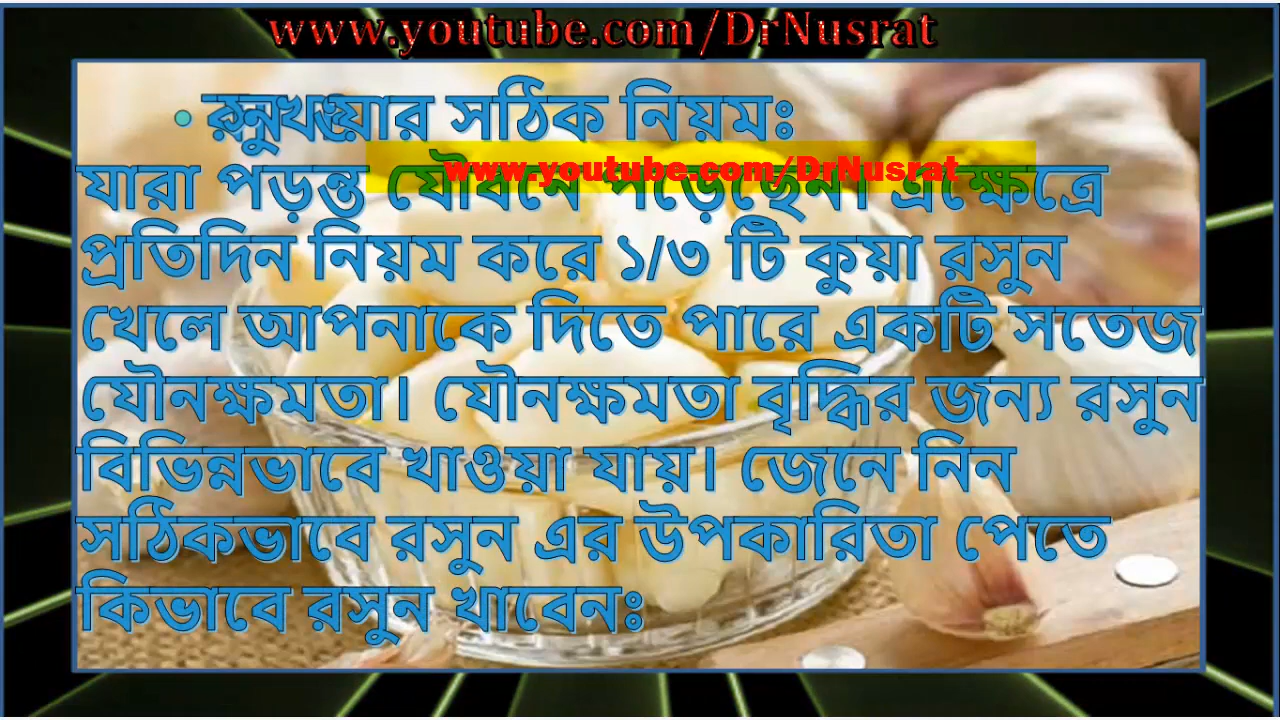 www.youtube.com/DrNusrat
• রসুন খাওয়ার সঠিক নিয়মঃ
www.youtube.com/DrNusrat
যারা পড়ন্ত যৌবনে পড়েছেন। এক্ষেত্রে
প্রতিদিন নিয়ম করে ১/৩ টি কুয়া রসুন
খেলে আপনাকে দিতে পারে একটি সতেজ
যৌনক্ষমতা। যৌনক্ষমতা বৃদ্ধির জন্য রসুন
বিভিন্নভাবে খাওয়া যায়। জেনে নিন
সঠিকভাবে রসুন এর উপকারিতা পেতে
কিভাবে রসুন খাবেনঃ